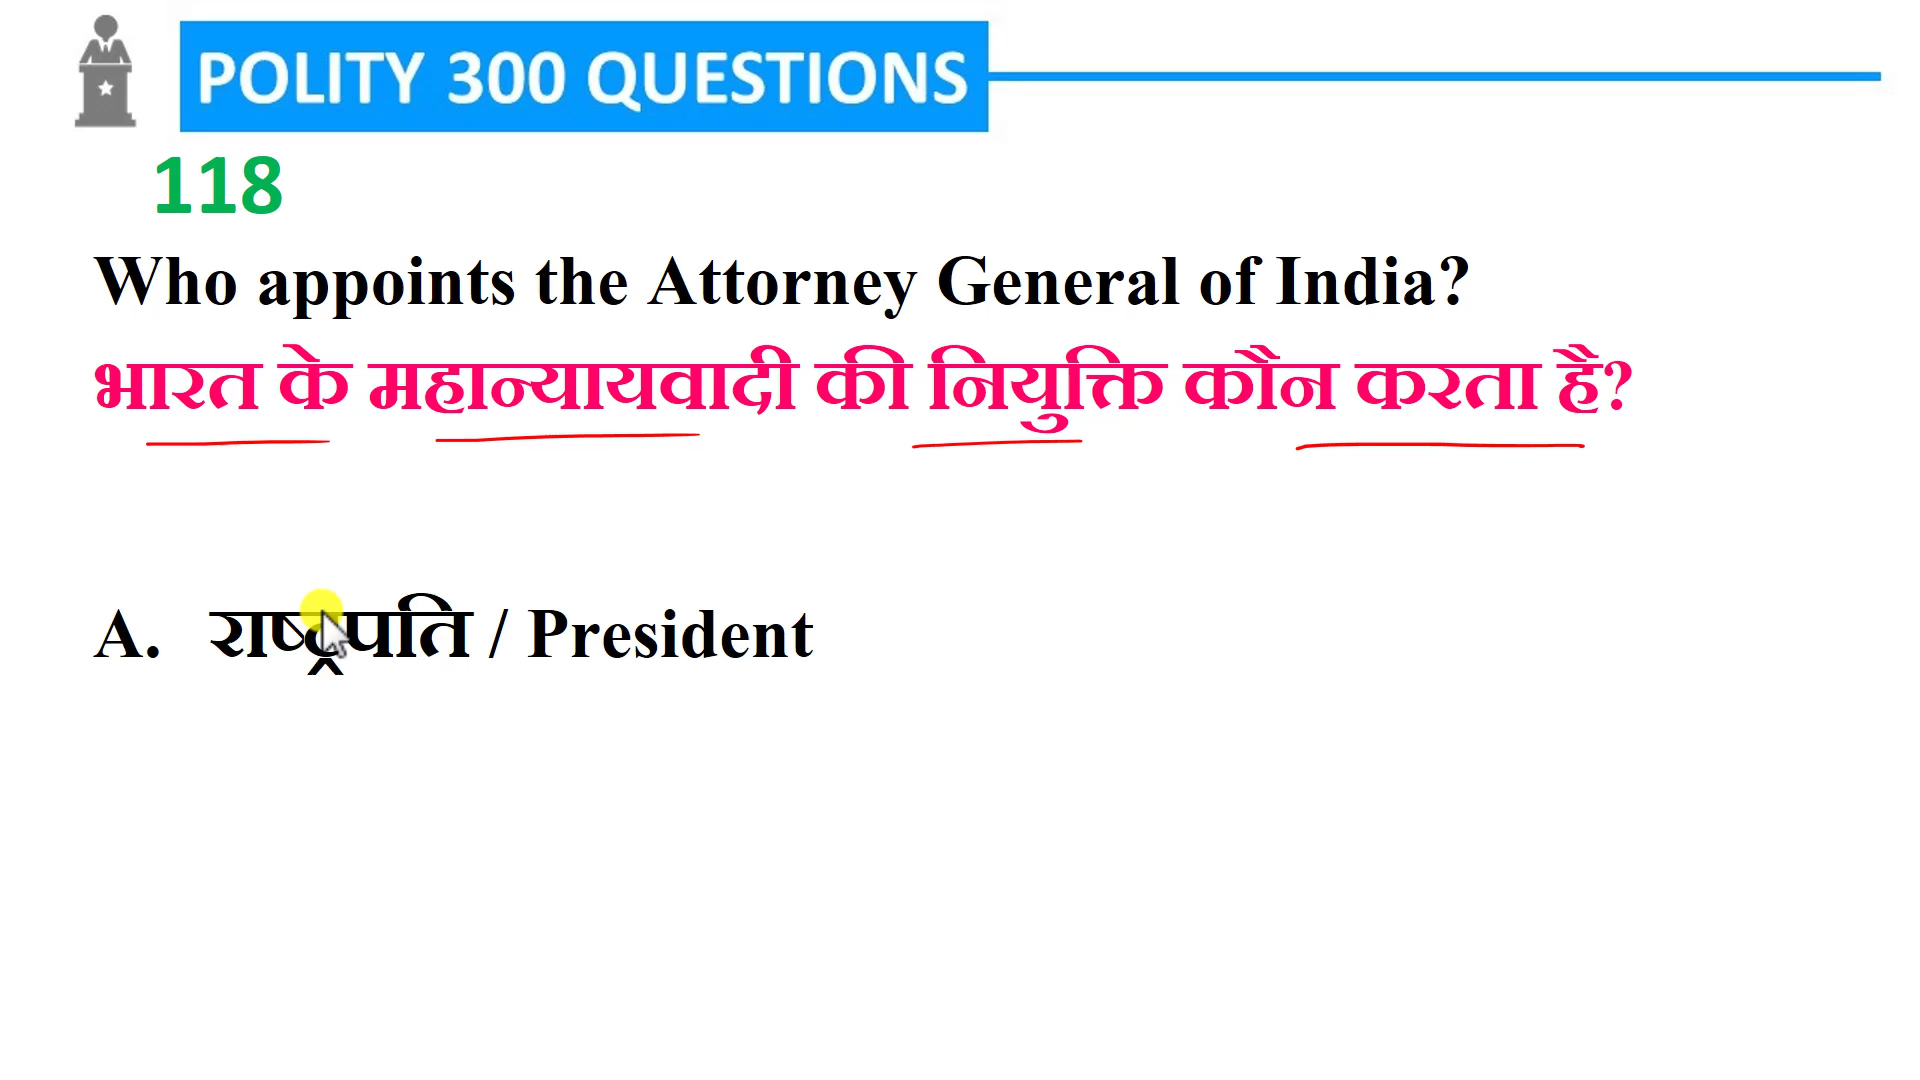 POLITY 300 QUESTIONS
118
Who appoints the Attorney General of India?
भारत के महान्यायवादी की नियुक्ति कौन करता है?
A. राष्ट्रपति / President